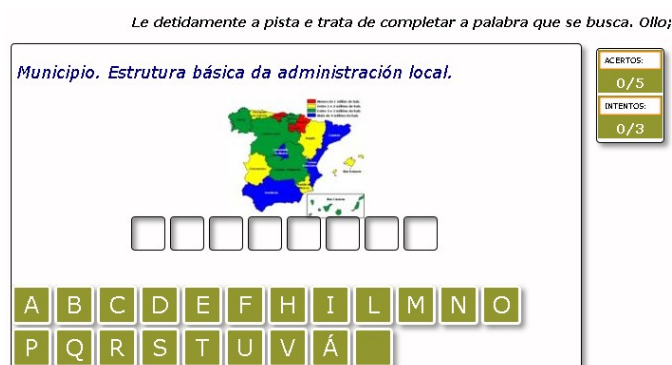 Le detidamente a pista e trata de completar a palabra que se busca. Ollo;
ACERTOS:
0/5
INTENTOS:
0/3
Municipio. Estrutura básica da administración local.
A B C D E F H I L M N O
P Q R S T U V Á